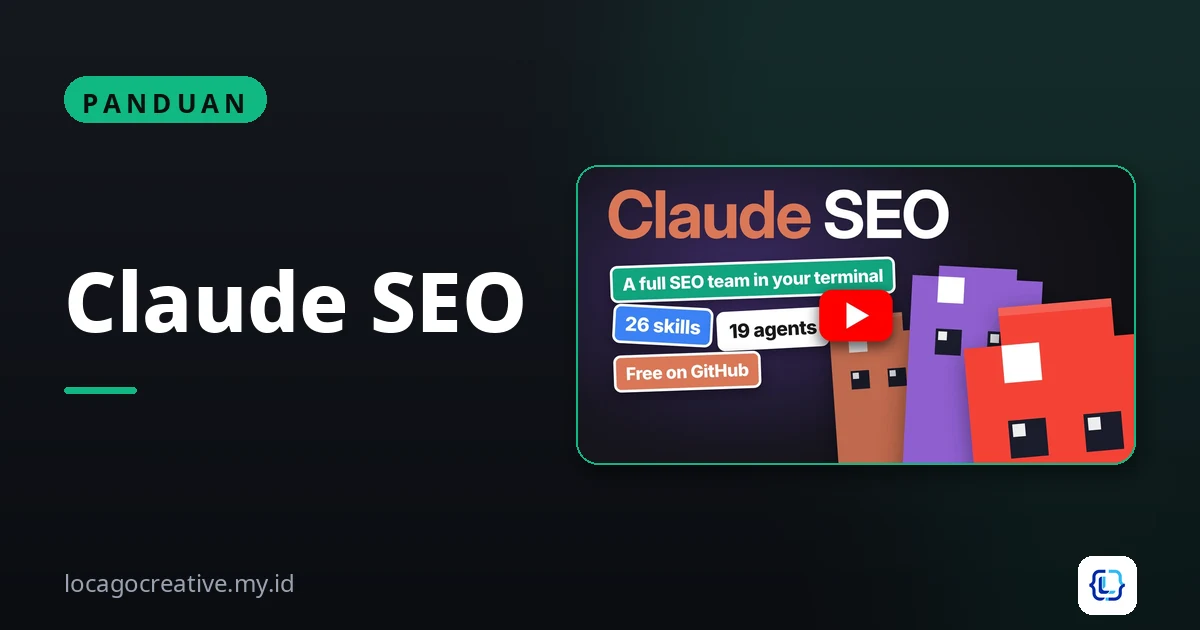 PANDUAN
Claude SEO
Claude SEO
A full SEO team in your terminal
26 skills
19 agents
Free on GitHub
locagocreative.my.id